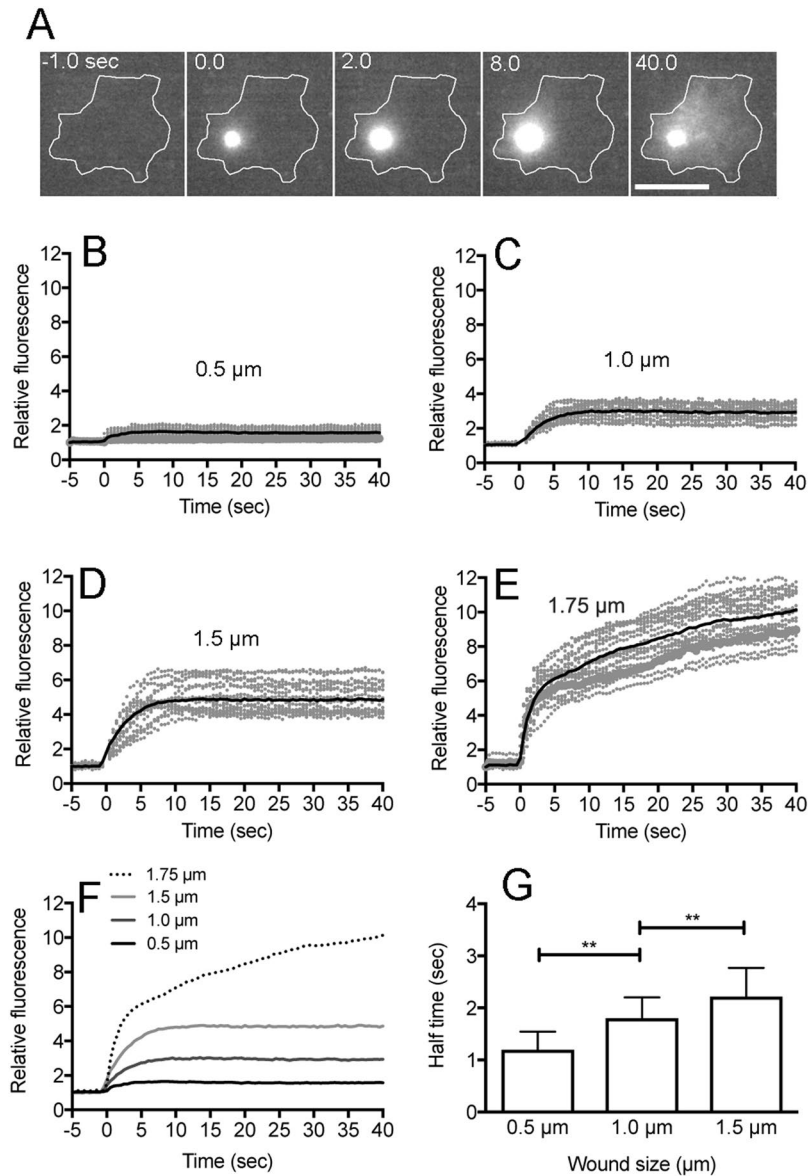 A
-1.0 sec
0.0
2.0
8.0
40.0
B
12
10
8
6
4
2
0
Relative fluorescence
0.5 µm
-5 0 5 10 15 20 25 30 35 40
Time (sec)
C
12
10
8
6
4
2
0
Relative fluorescence
1.0 µm
-5 0 5 10 15 20 25 30 35 40
Time (sec)
D
12
10
8
6
4
2
0
Relative fluorescence
1.5 µm
-5 0 5 10 15 20 25 30 35 40
Time (sec)
E
12
10
8
6
4
2
0
Relative fluorescence
1.75 µm
-5 0 5 10 15 20 25 30 35 40
Time (sec)
F
1.75 µm
1.5 µm
1.0 µm
0.5 µm
12
10
8
6
4
2
0
Relative fluorescence
-5 0 5 10 15 20 25 30 35 40
Time (sec)
G
4
3
2
1
0
Half time (sec)
**
**
0.5 µm 1.0 µm 1.5 µm
Wound size (µm)